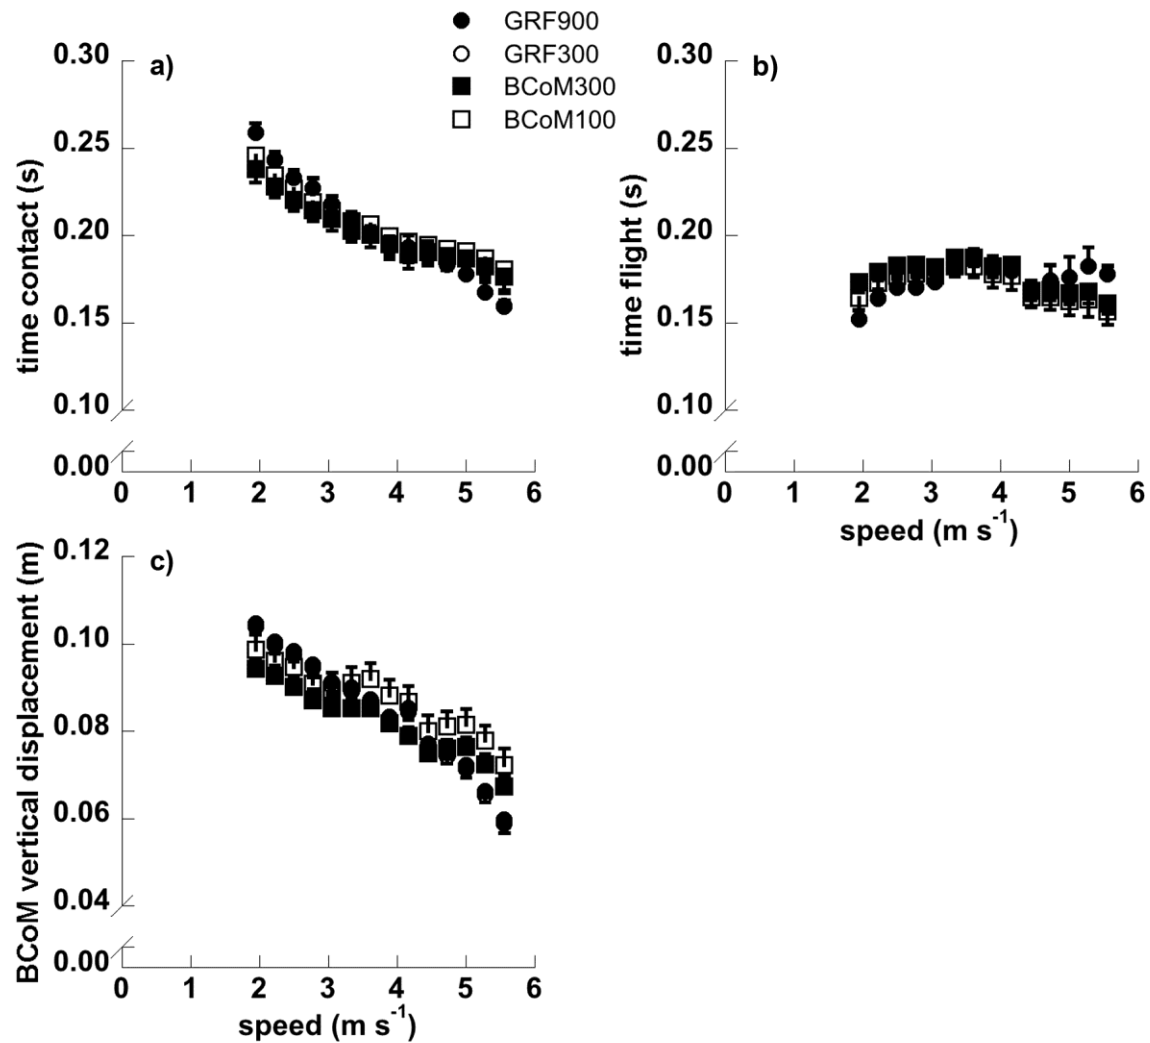 GRF900
GRF300
BCoM300
BCoM100
a)
0.30
0.25
0.20
0.15
0.10
0.00
time contact (s)
0 1 2 3 4 5 6
b)
0.30
0.25
0.20
0.15
0.10
0.00
time flight (s)
0 1 2 3 4 5 6
speed (m s⁻¹)
c)
0.12
0.10
0.08
0.06
0.04
0.00
BCoM vertical displacement (m)
0 1 2 3 4 5 6
speed (m s⁻¹)